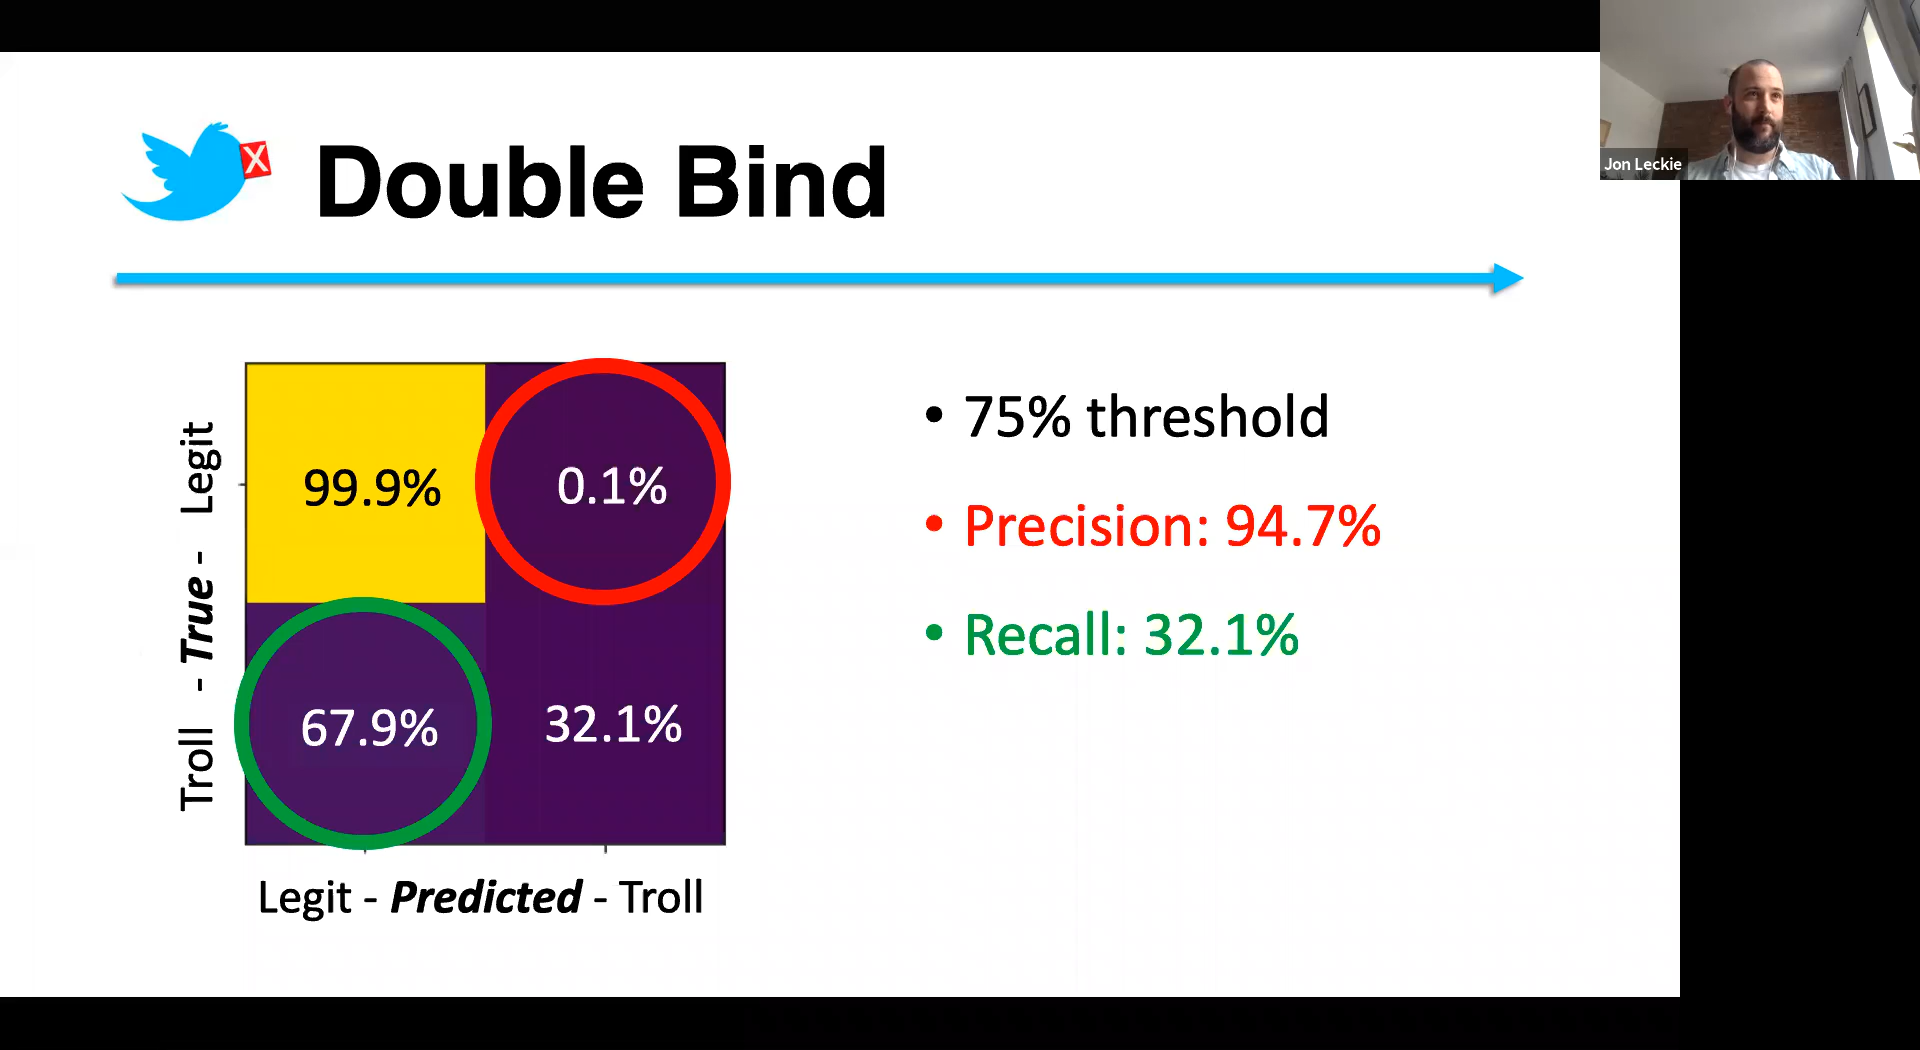 X
Double Bind
Jon Leckie
Troll - True - Legit
99.9%
0.1%
67.9%
32.1%
Legit - Predicted - Troll
• 75% threshold
• Precision: 94.7%
• Recall: 32.1%